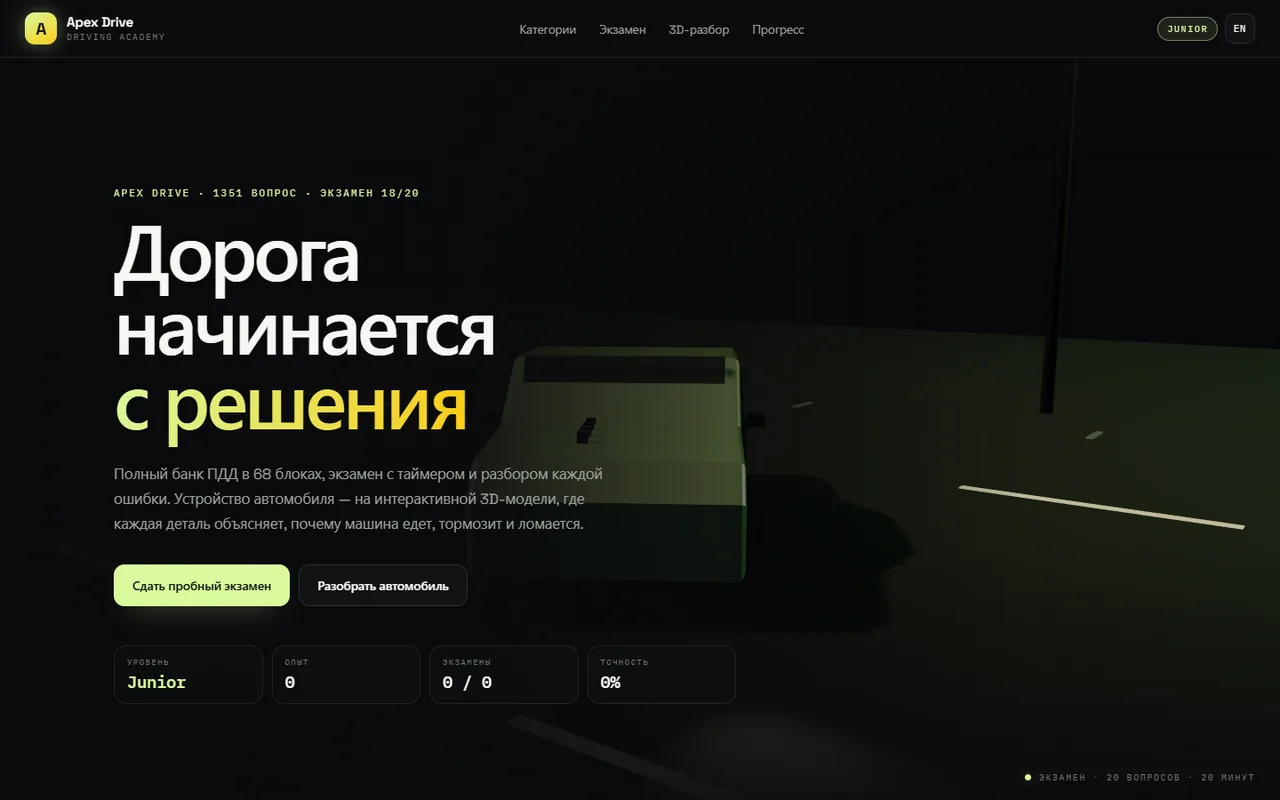 A
Apex Drive
DRIVING ACADEMY
Категории
Экзамен
3D-разбор
Прогресс
JUNIOR
EN
APEX DRIVE · 1351 ВОПРОС · ЭКЗАМЕН 18/20
Дорога
начинается
с решения
Полный банк ПДД в 68 блоках, экзамен с таймером и разбором каждой
ошибки. Устройство автомобиля — на интерактивной 3D-модели, где
каждая деталь объясняет, почему машина едет, тормозит и ломается.
Сдать пробный экзамен
Разобрать автомобиль
УРОВЕНЬ
Junior
ОПЫТ
0
ЭКЗАМЕНЫ
0 / 0
ТОЧНОСТЬ
0%
ЭКЗАМЕН · 20 ВОПРОСОВ · 20 МИНУТ